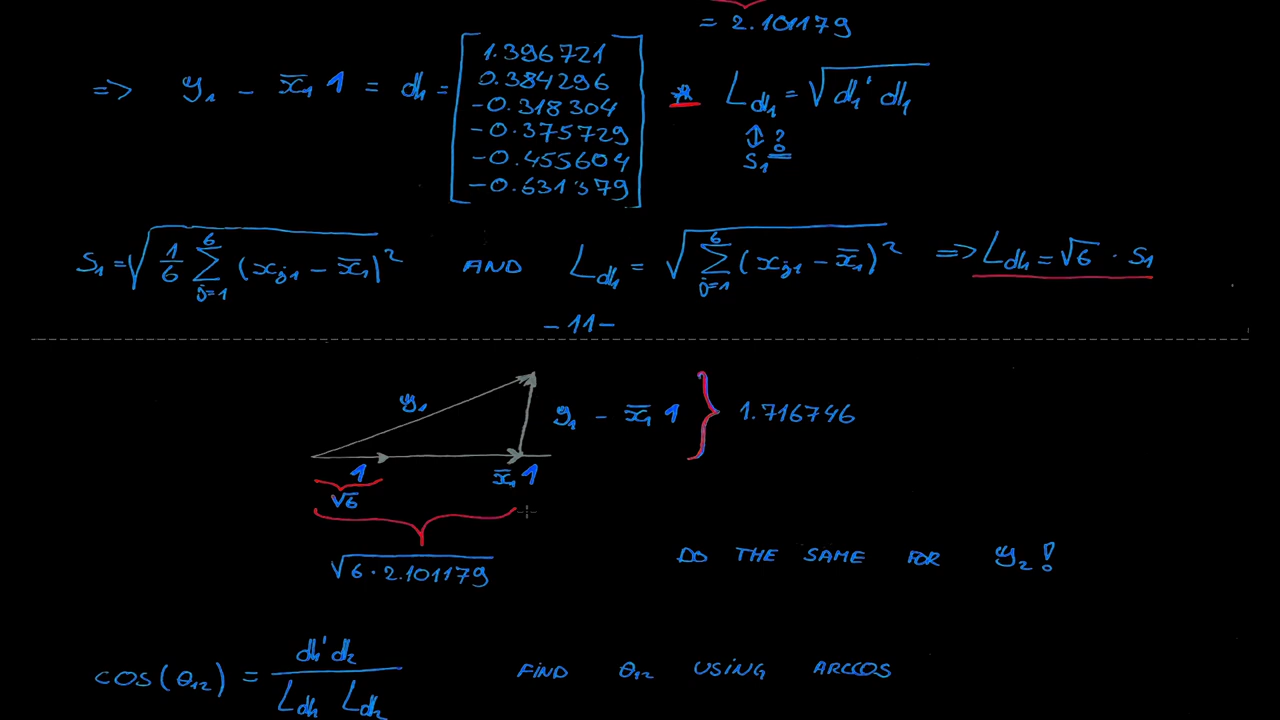 = 2.101179
=> y₁ - x̄₁ 1 = d₁ = [1.396721
0.384296
-0.318304
-0.375729
-0.455604
-0.631379]
* L_d₁ = √(d₁' d₁)
↕ ?
S₁
S₁ = √(1/6 Σ_{j=1}^{6} (x_{j1} - x̄₁)²) AND L_d₁ = √(Σ_{j=1}^{6} (x_{j1} - x̄₁)²) => L_d₁ = √6 · S₁
- 11 -
y₁
y₁ - x̄₁ 1 } 1.716746
1
x̄₁ 1
√6
√(6 · 2.101179)
DO THE SAME FOR y₂!
cos(θ₁₂) = d₁' d₂ / (L_d₁ L_d₂)
FIND θ₁₂ USING ARCCOS